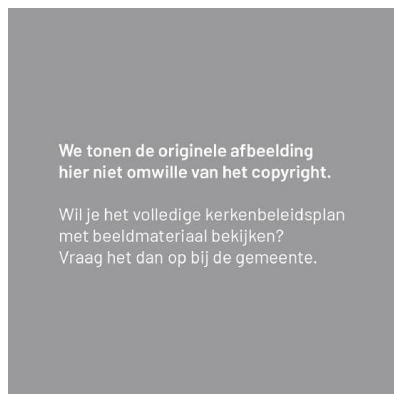 We tonen de originele afbeelding
hier niet omwille van het copyright.
Wil je het volledige kerkenbeleidsplan
met beeldmateriaal bekijken?
Vraag het dan op bij de gemeente.